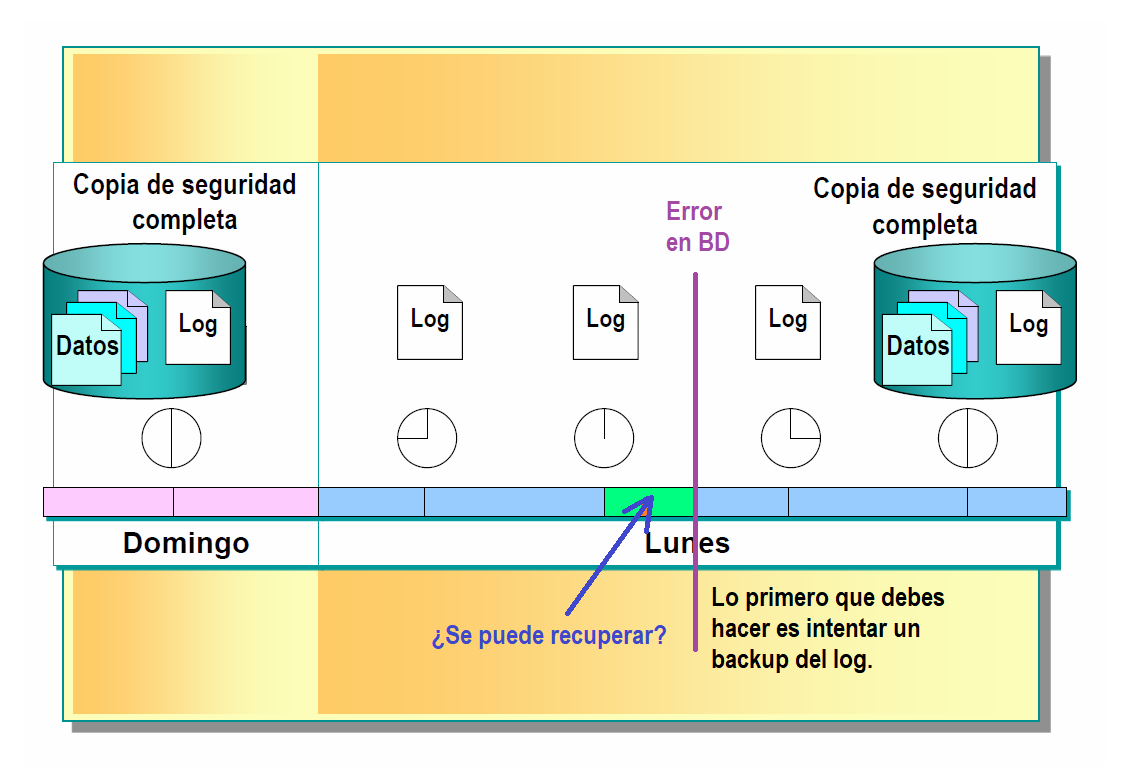 Copia de seguridad
completa
Datos
Log
Log
Log
Error
en BD
Log
Copia de seguridad
completa
Datos
Log
Domingo
Lunes
¿Se puede recuperar?
Lo primero que debes
hacer es intentar un
backup del log.